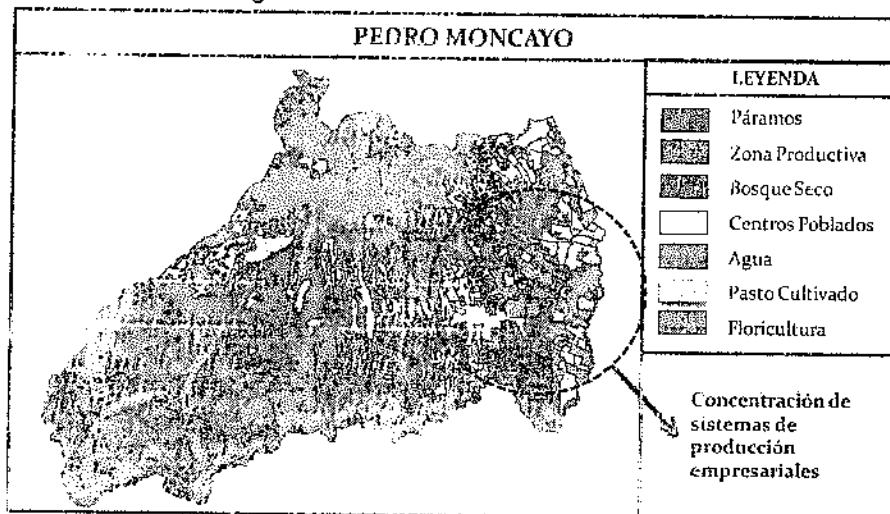 PEDRO MONCAYO
LEYENDA
Páramos
Zona Productiva
Bosque Seco
Centros Poblados
Agua
Pasto Cultivado
Floricultura
Concentración de
sistemas de
producción
empresariales